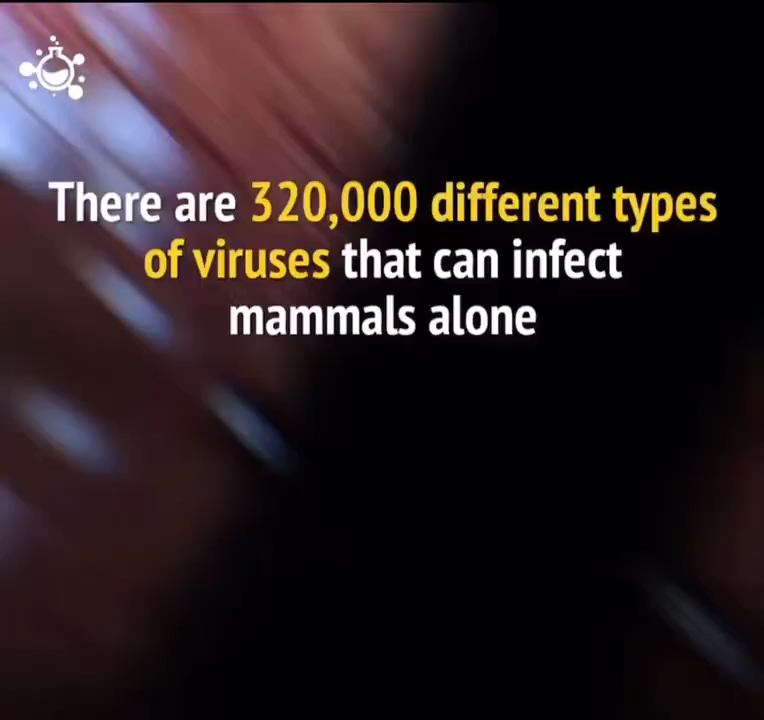 There are 320,000 different types
of viruses that can infect
mammals alone